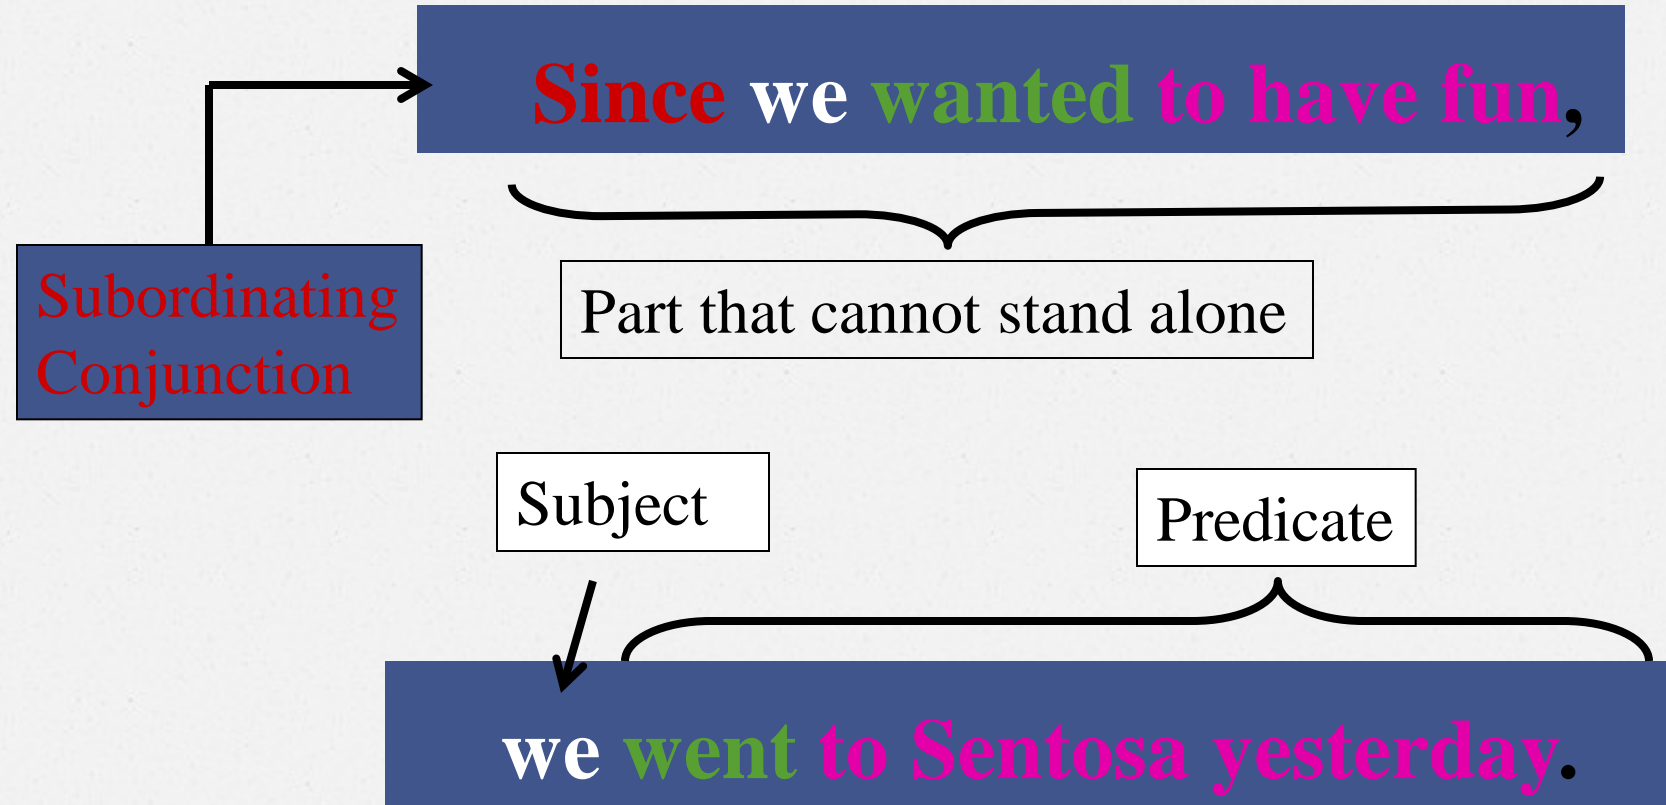 Since we wanted to have fun,
Subordinating
Conjunction
Part that cannot stand alone
Subject
Predicate
we went to Sentosa yesterday.